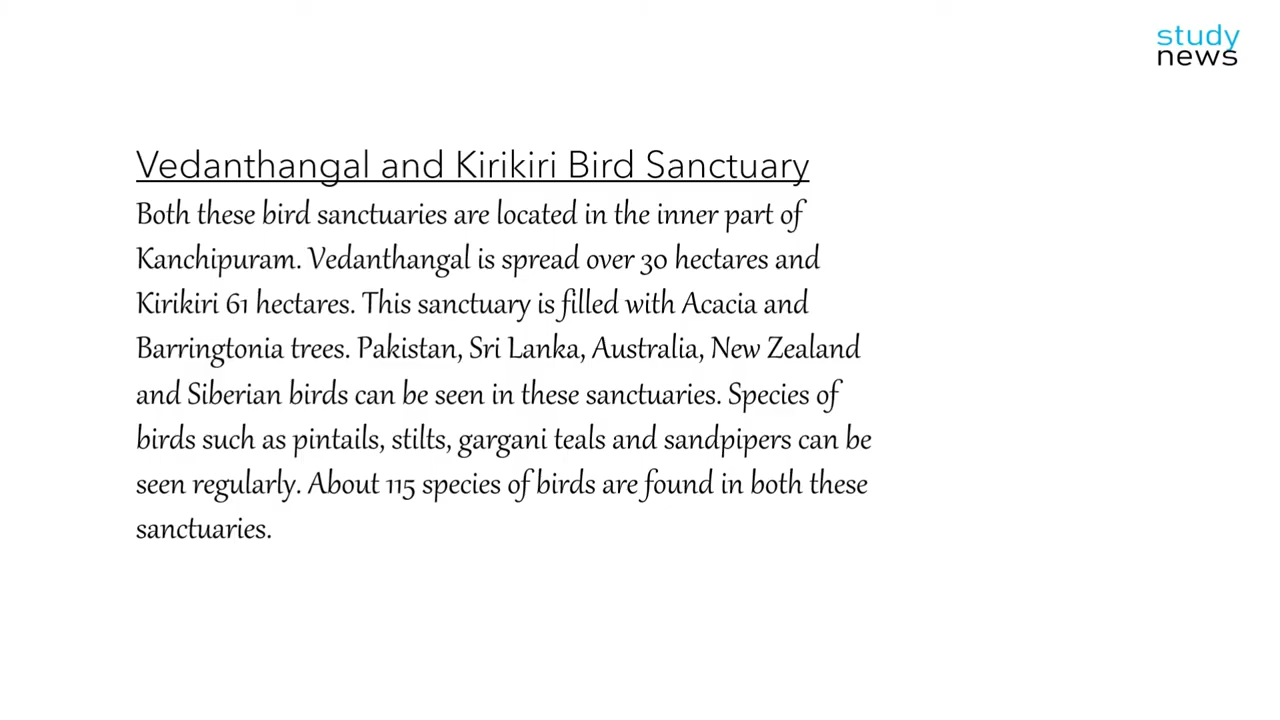 study
news
Vedanthangal and Kirikiri Bird Sanctuary
Both these bird sanctuaries are located in the inner part of
Kanchipuram. Vedanthangal is spread over 30 hectares and
Kirikiri 61 hectares. This sanctuary is filled with Acacia and
Barringtonia trees. Pakistan, Sri Lanka, Australia, New Zealand
and Siberian birds can be seen in these sanctuaries. Species of
birds such as pintails, stilts, gargani teals and sandpipers can be
seen regularly. About 115 species of birds are found in both these
sanctuaries.